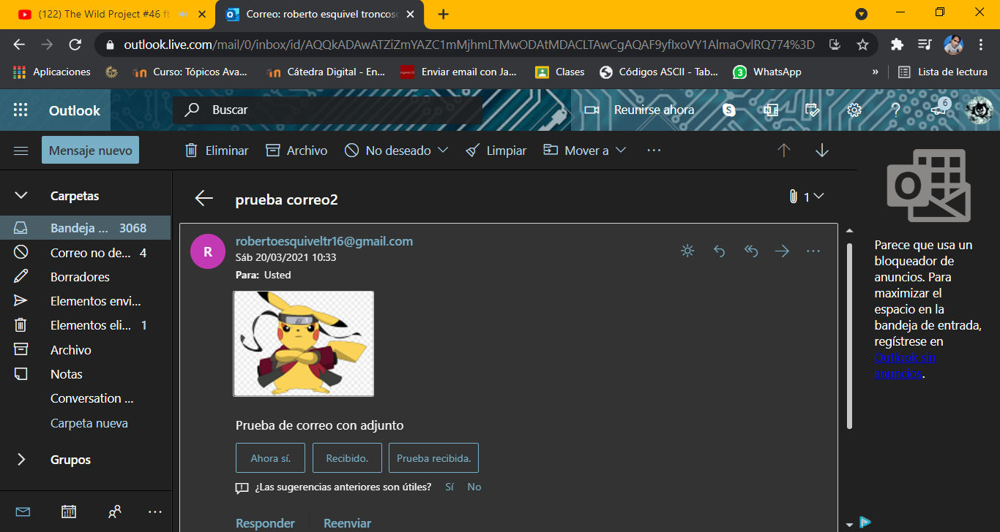 (122) The Wild Project #46 ft
Correo: roberto esquivel troncoso
outlook.live.com/mail/0/inbox/id/AQQkADAwATZiZmYAZC1mMjhmLTMwODAtMDACLTAwCgAQAF9yfIxoVY1AlmaOvlRQ774%3D
Aplicaciones
Curso: Tópicos Ava...
Cátedra Digital - En...
Enviar email con Ja...
Clases
Códigos ASCII - Tab...
3
WhatsApp
»
Lista de lectura
Outlook
Buscar
Reunirse ahora
6
Mensaje nuevo
Eliminar
Archivo
No deseado
Limpiar
Mover a
Carpetas
Bandeja ... 3068
Correo no de... 4
Borradores
Elementos envi...
Elementos eli... 1
Archivo
Notas
Conversation ...
Carpeta nueva
Grupos
prueba correo2
1
R
robertoesquiveltr16@gmail.com
Sáb 20/03/2021 10:33
Para: Usted
Prueba de correo con adjunto
Ahora sí.
Recibido.
Prueba recibida.
¿Las sugerencias anteriores son útiles? Sí No
Responder
Reenviar
Parece que usa un
bloqueador de
anuncios. Para
maximizar el
espacio en la
bandeja de entrada,
regístrese en
Outlook sin
anuncios.